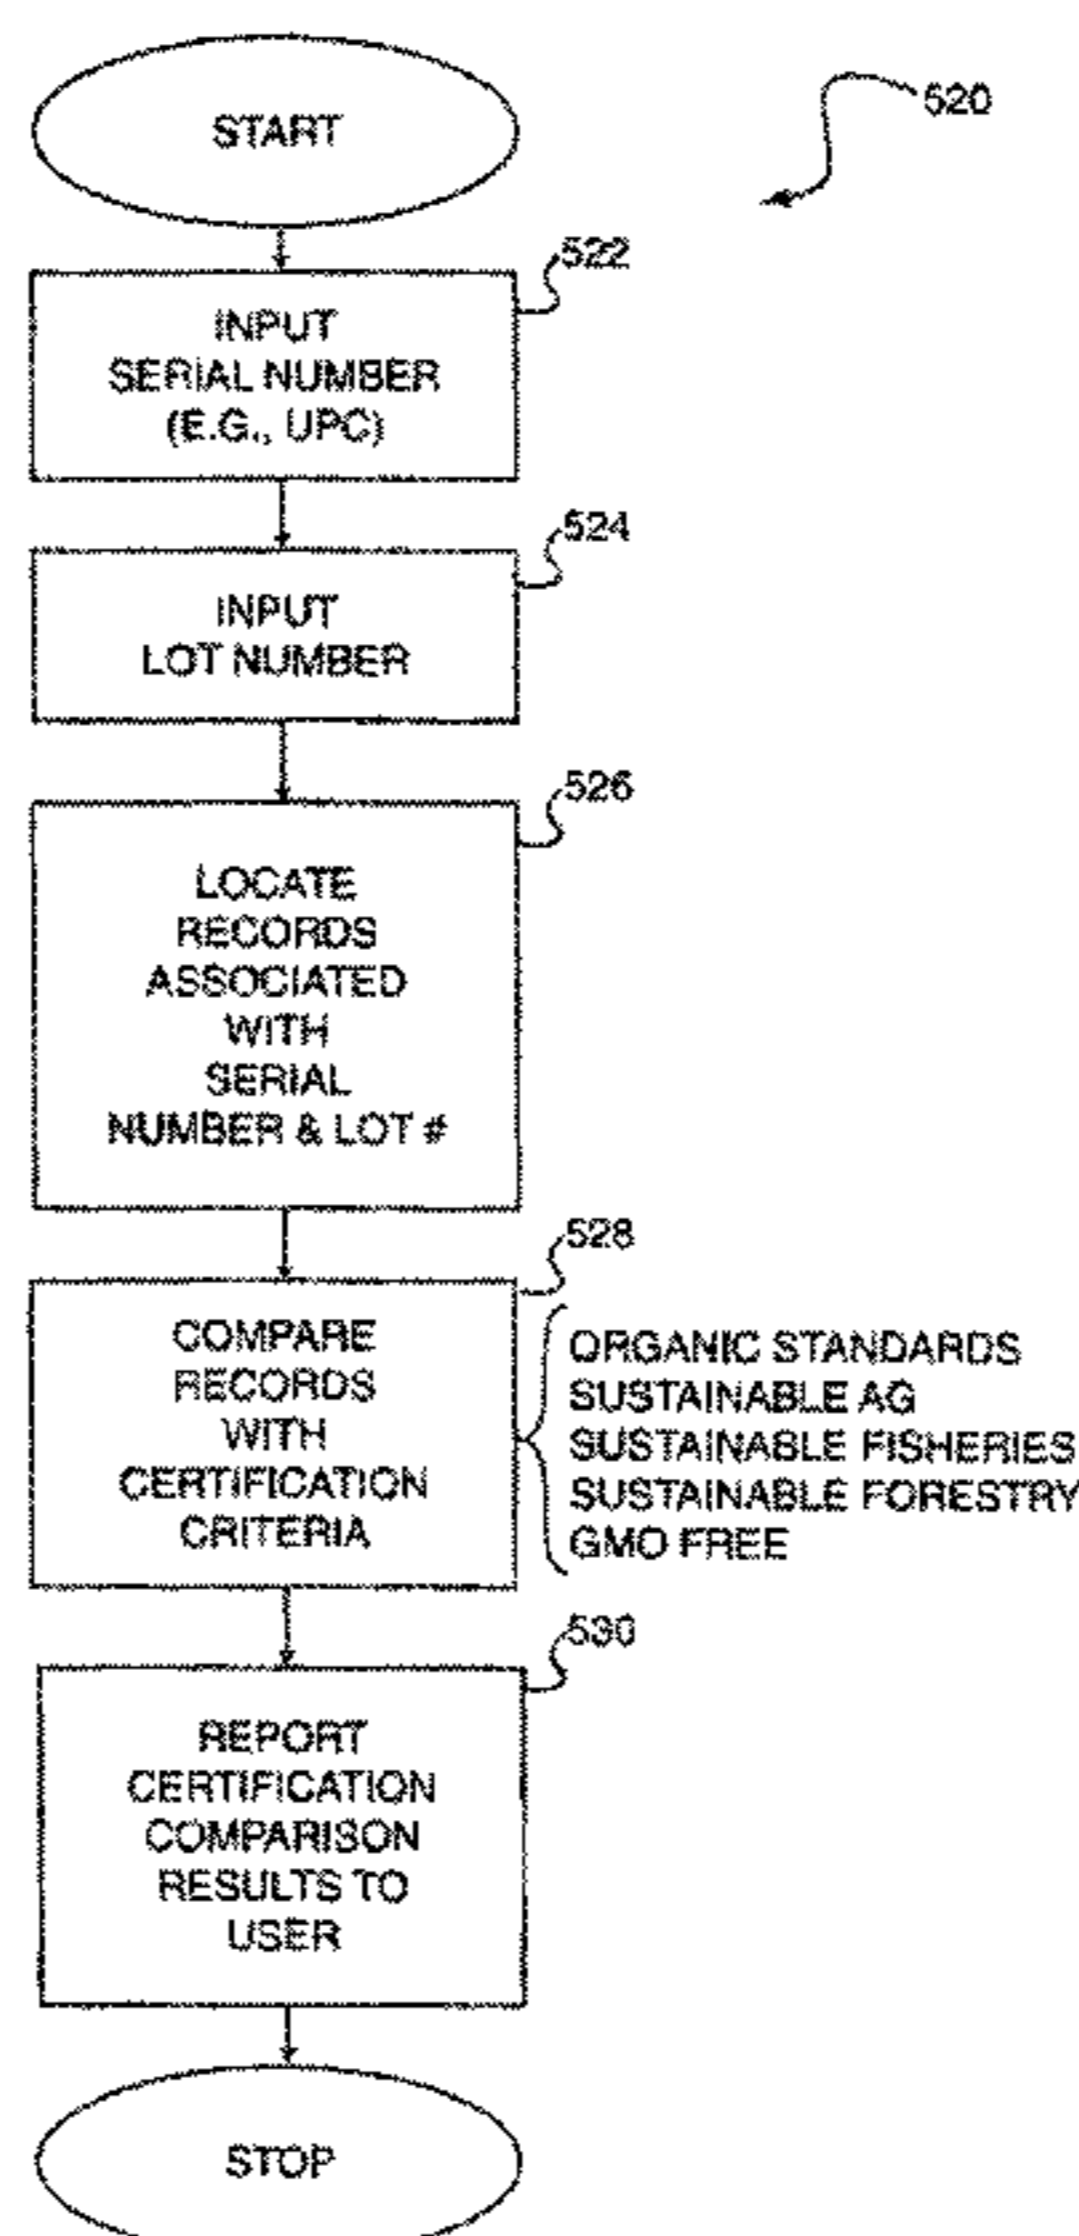 START
520
522
INPUT
SERIAL NUMBER
(E.G., UPC)
524
INPUT
LOT NUMBER
526
LOCATE
RECORDS
ASSOCIATED
WITH
SERIAL
NUMBER & LOT #
528
COMPARE
RECORDS
WITH
CERTIFICATION
CRITERIA
ORGANIC STANDARDS
SUSTAINABLE AG
SUSTAINABLE FISHERIES
SUSTAINABLE FORESTRY
GMO FREE
530
REPORT
CERTIFICATION
COMPARISON
RESULTS TO
USER
STOP